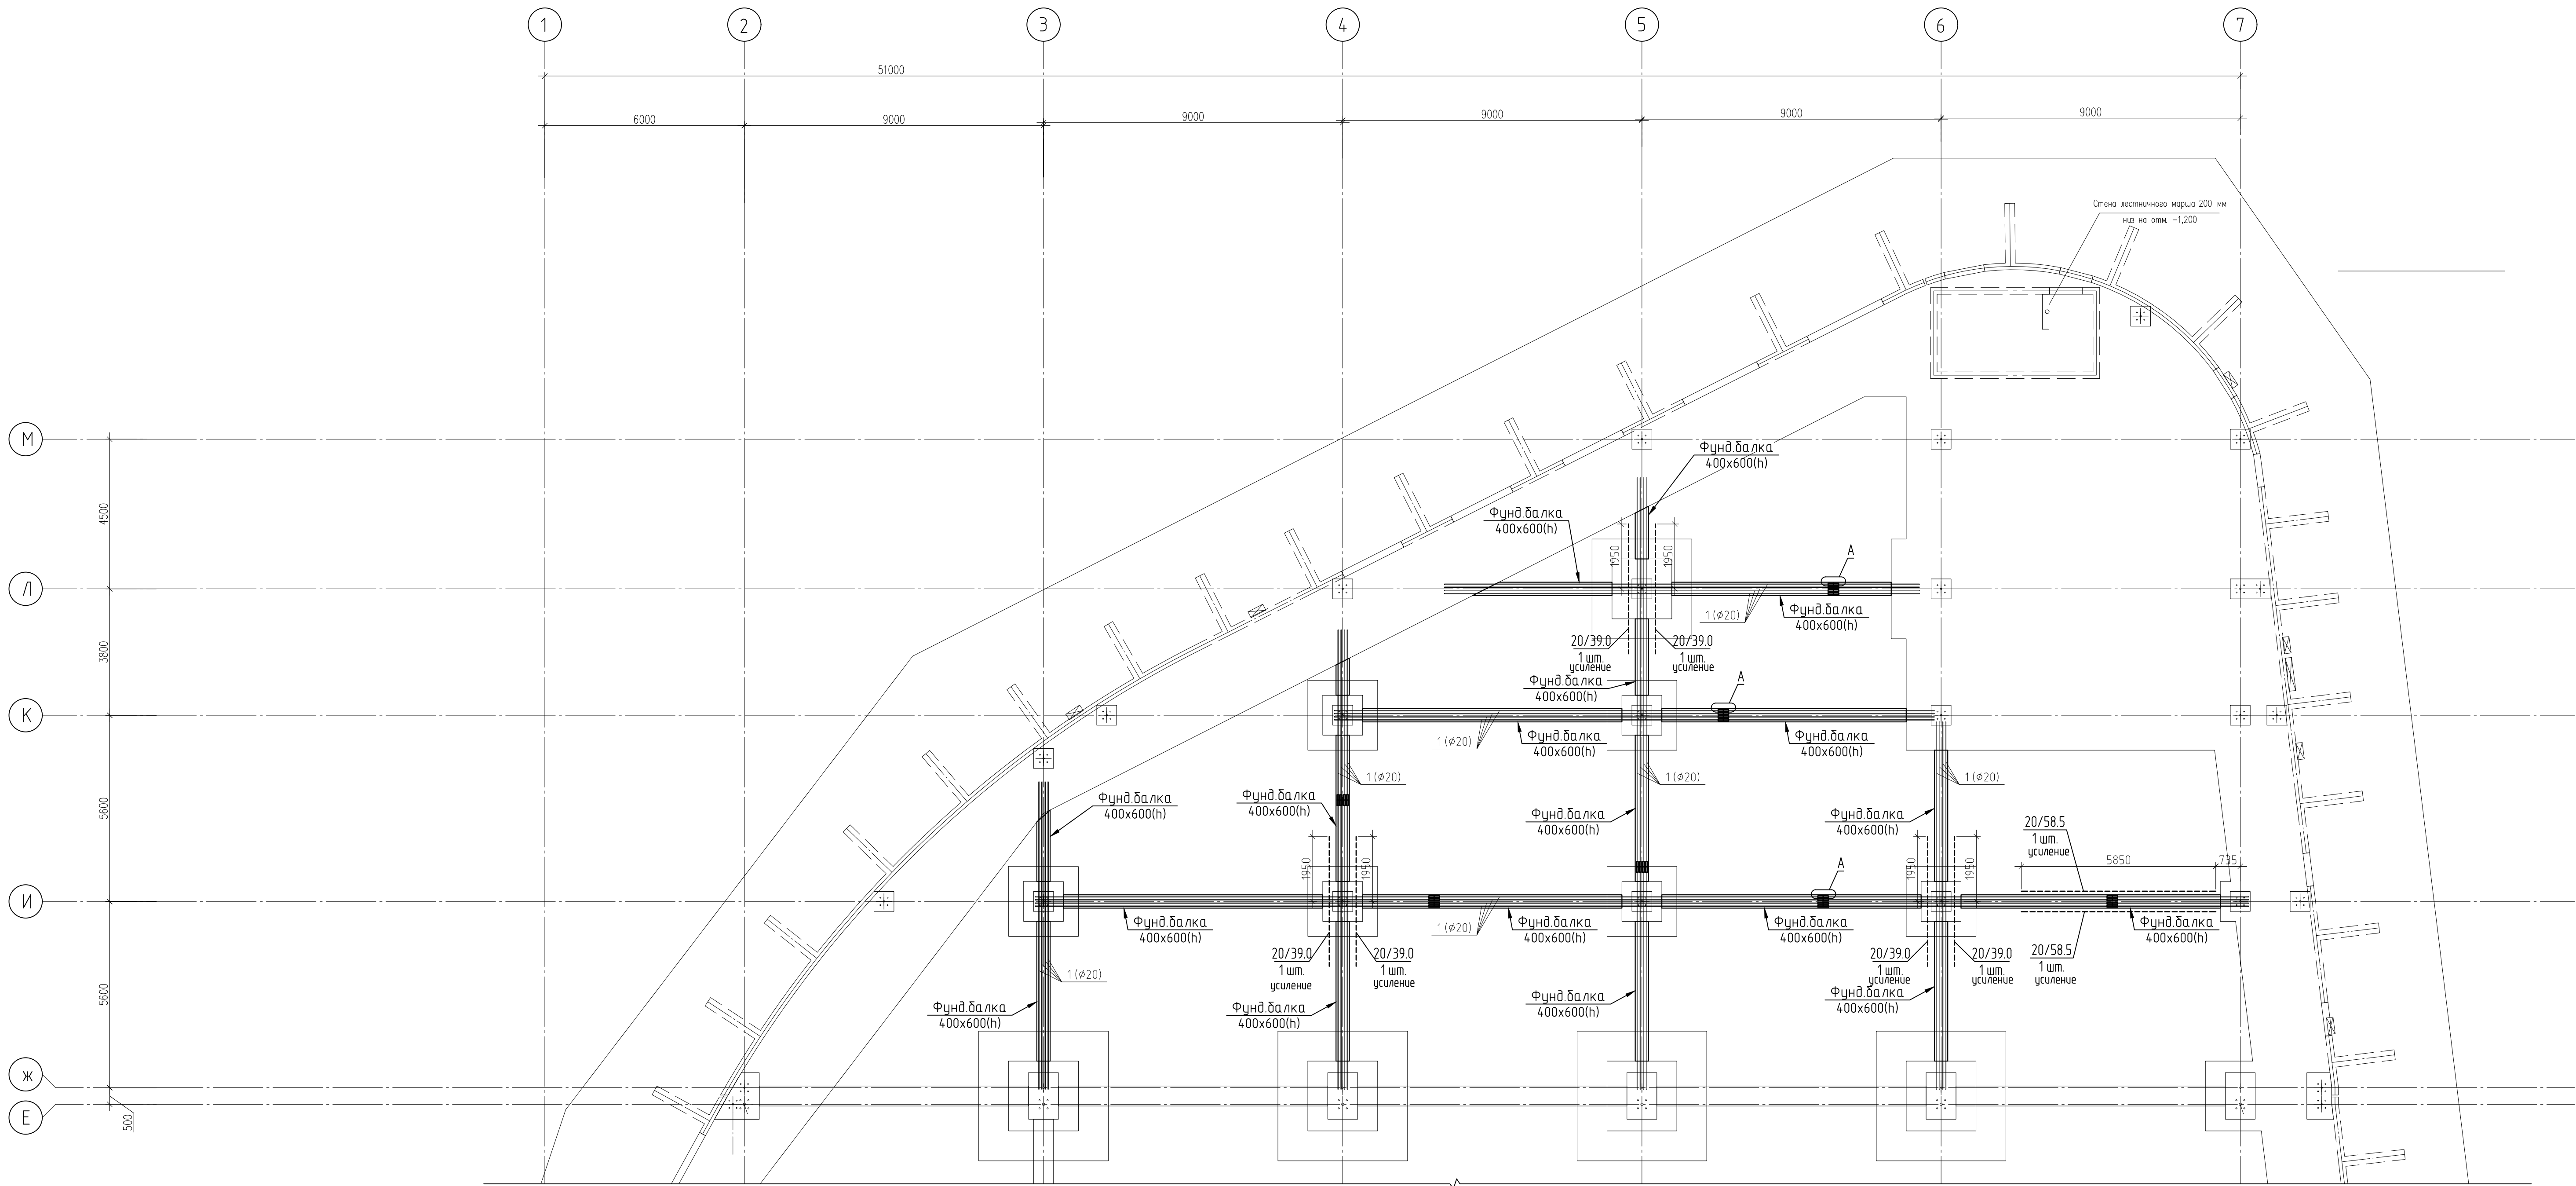 1 2 3 4 5 6 7
51000
6000 9000 9000 9000 9000 9000
Стена лестничного марша 200 мм
низ на отм. -1,200
М
4500
Фунд.балка
400х600(h)
Фунд.балка
400х600(h)
1950 1950
А
Л
1(⌀20)
Фунд.балка
400х600(h)
3800
20/39.0
1 шт.
усиление
20/39.0
1 шт.
усиление
Фунд.балка
400х600(h)
А
К
1(⌀20)
Фунд.балка
400х600(h)
Фунд.балка
400х600(h)
1(⌀20)
1(⌀20)
1(⌀20)
5600
Фунд.балка
400х600(h)
Фунд.балка
400х600(h)
Фунд.балка
400х600(h)
Фунд.балка
400х600(h)
20/58.5
1 шт.
усиление
1950 1950
1950 1950
5850 735
А
И
Фунд.балка
400х600(h)
1(⌀20)
Фунд.балка
400х600(h)
Фунд.балка
400х600(h)
Фунд.балка
400х600(h)
20/39.0
1 шт.
усиление
20/39.0
1 шт.
усиление
20/39.0
1 шт.
усиление
20/39.0
1 шт.
усиление
20/58.5
1 шт.
усиление
1(⌀20)
5600
Фунд.балка
400х600(h)
Фунд.балка
400х600(h)
Фунд.балка
400х600(h)
Фунд.балка
400х600(h)
Ж
Е
500